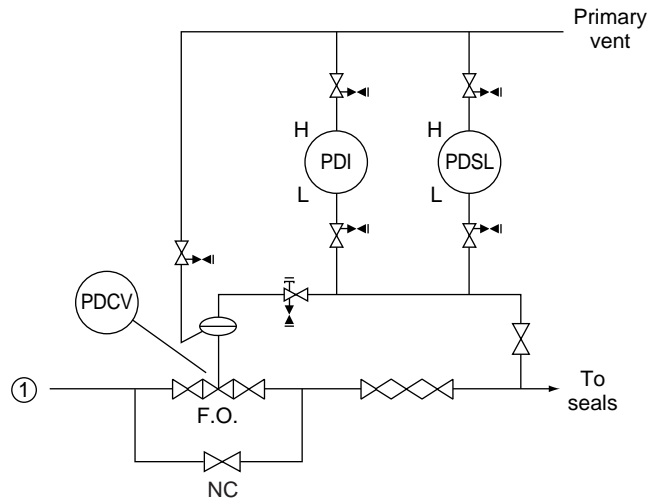 Primary
vent
H
H
PDI
PDSL
L
L
PDCV
1
F.O.
To
seals
NC